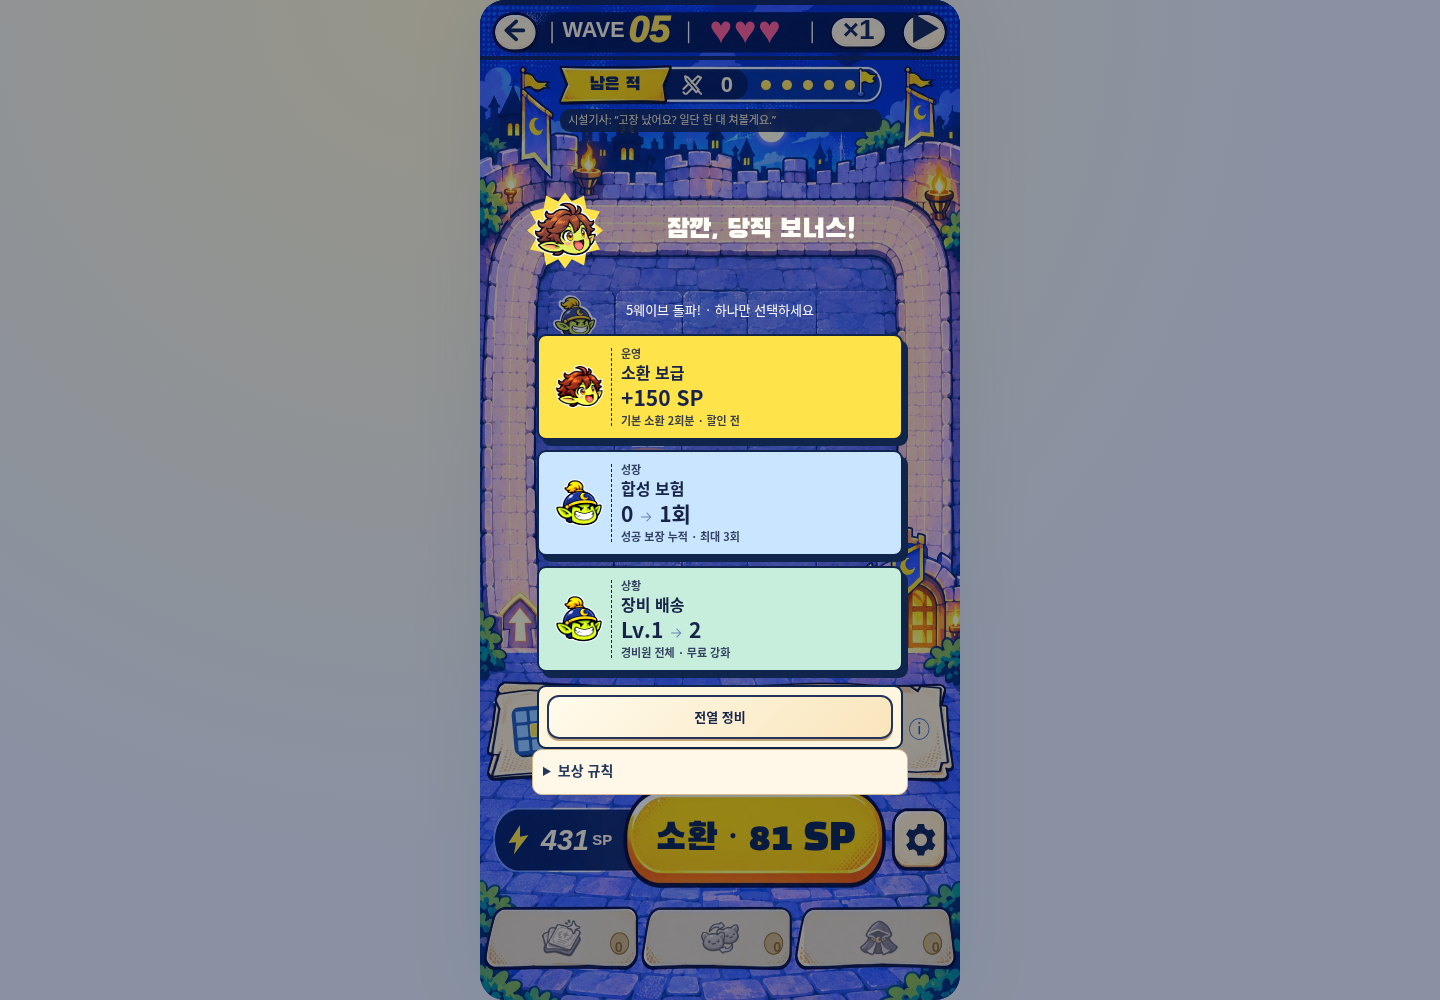 WAVE 05
×1
남은 적
0
시설기사: “고장 났어요? 일단 한 대 쳐볼게요.”
잠깐, 당직 보너스!
5웨이브 돌파! · 하나만 선택하세요
운영
소환 보급
+150 SP
기본 소환 2회분 · 할인 전
성장
합성 보험
0 → 1회
성공 보장 누적 · 최대 3회
상황
장비 배송
Lv.1 → 2
경비원 전체 · 무료 강화
전열 정비
▶ 보상 규칙
431 SP
소환 · 81 SP
0
0
0